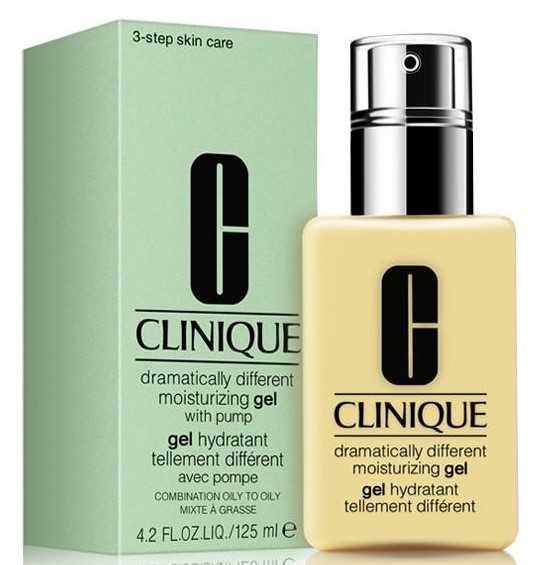 3-step skin care
C
CLINIQUE
dramatically different
moisturizing gel
with pump
gel hydratant
tellement différent
avec pompe
COMBINATION OILY TO OILY
MIXTE À GRASSE
4.2 FL.OZ.LIQ./125 ml e
C
CLINIQUE
dramatically different
moisturizing gel
gel hydratant
tellement différent